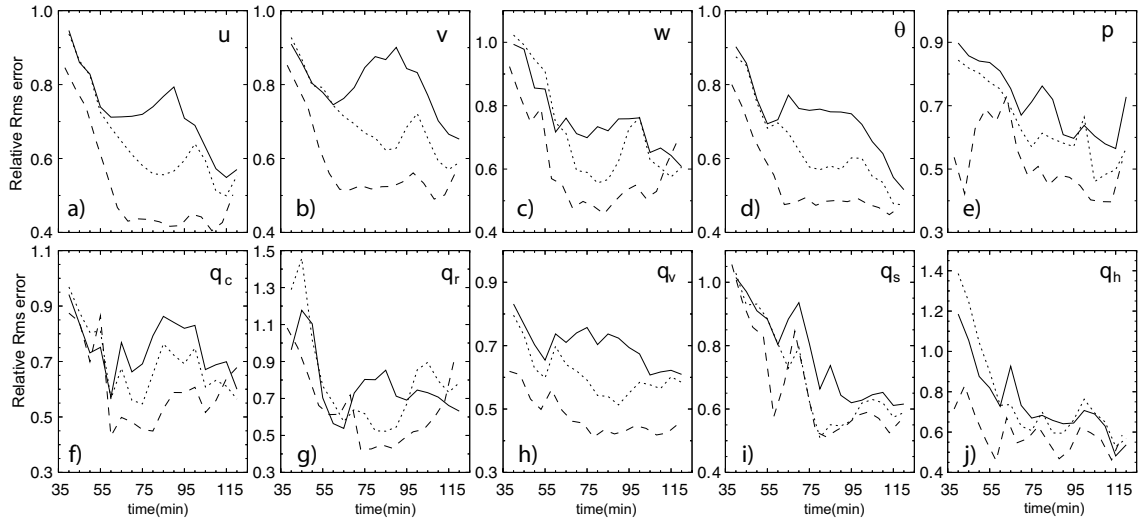 Relative Rms error
1.0
0.8
0.6
0.4
u
a)
1.0
0.8
0.6
0.4
v
b)
1.0
0.8
0.6
0.4
w
c)
1.0
0.8
0.6
0.4
θ
d)
0.9
0.7
0.5
0.3
p
e)
Relative Rms error
1.1
0.9
0.7
0.5
0.3
q c
f)
35 55 75 95 115
time(min)
1.5
1.3
1.1
0.9
0.7
0.5
0.3
q r
g)
35 55 75 95 115
time(min)
0.9
0.7
0.5
0.3
q v
h)
35 55 75 95 115
time(min)
1.0
0.8
0.6
0.4
q s
i)
35 55 75 95 115
time(min)
1.4
1.2
1.0
0.8
0.6
0.4
q h
j)
35 55 75 95 115
time(min)